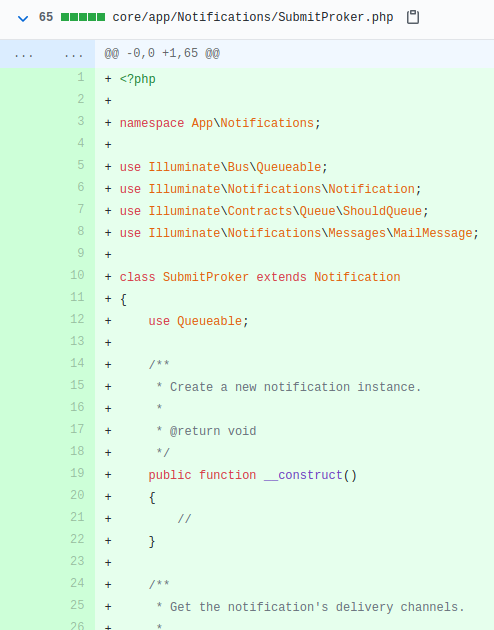 65 core/app/Notifications/SubmitProker.php
... ... @@ -0,0 +1,65 @@
1 + <?php
2 +
3 + namespace App\Notifications;
4 +
5 + use Illuminate\Bus\Queueable;
6 + use Illuminate\Notifications\Notification;
7 + use Illuminate\Contracts\Queue\ShouldQueue;
8 + use Illuminate\Notifications\Messages\MailMessage;
9 +
10 + class SubmitProker extends Notification
11 + {
12 +     use Queueable;
13 +
14 +     /**
15 +      * Create a new notification instance.
16 +      *
17 +      * @return void
18 +      */
19 +     public function __construct()
20 +     {
21 +         //
22 +     }
23 +
24 +     /**
25 +      * Get the notification's delivery channels.
26 +      *